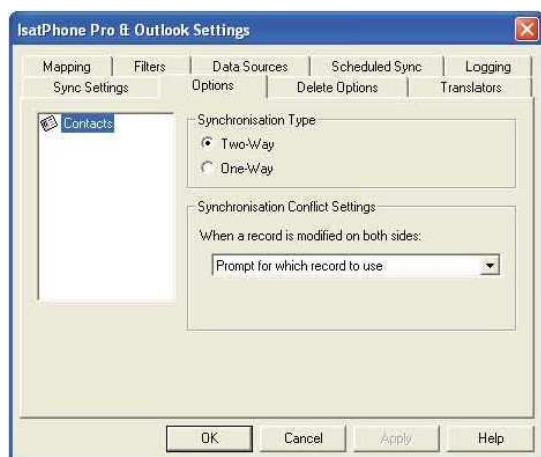 IsatPhone Pro & Outlook Settings
Mapping Filters Data Sources Scheduled Sync Logging
Sync Settings Options Delete Options Translators
Contacts
Synchronisation Type
Two-Way
One-Way
Synchronisation Conflict Settings
When a record is modified on both sides:
Prompt for which record to use
OK Cancel Apply Help